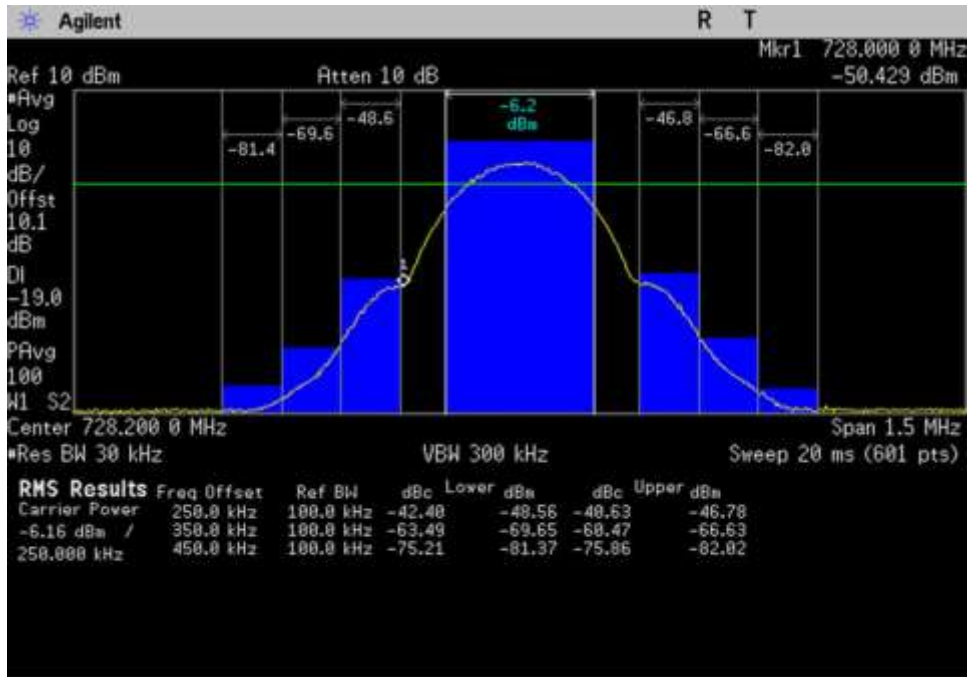 Agilent R T
Mkr1 728.000 0 MHz
Ref 10 dBm Atten 10 dB -50.429 dBm
#Avg
Log
10
dB/
Offst
10.1
dB
DI
-19.0
dBm
PAvg
100
W1 S2
-81.4
-69.6
-48.6
-6.2
dBm
-46.8
-66.6
-82.0
Center 728.200 0 MHz Span 1.5 MHz
#Res BW 30 kHz VBW 300 kHz Sweep 20 ms (601 pts)
RMS Results Freq Offset Ref BW dBc Lower dBm dBc Upper dBm
Carrier Power 250.0 kHz 100.0 kHz -42.40 -48.56 -40.63 -46.78
-6.16 dBm / 350.0 kHz 100.0 kHz -63.49 -69.65 -60.47 -66.63
250.000 kHz 450.0 kHz 100.0 kHz -75.21 -81.37 -75.86 -82.02